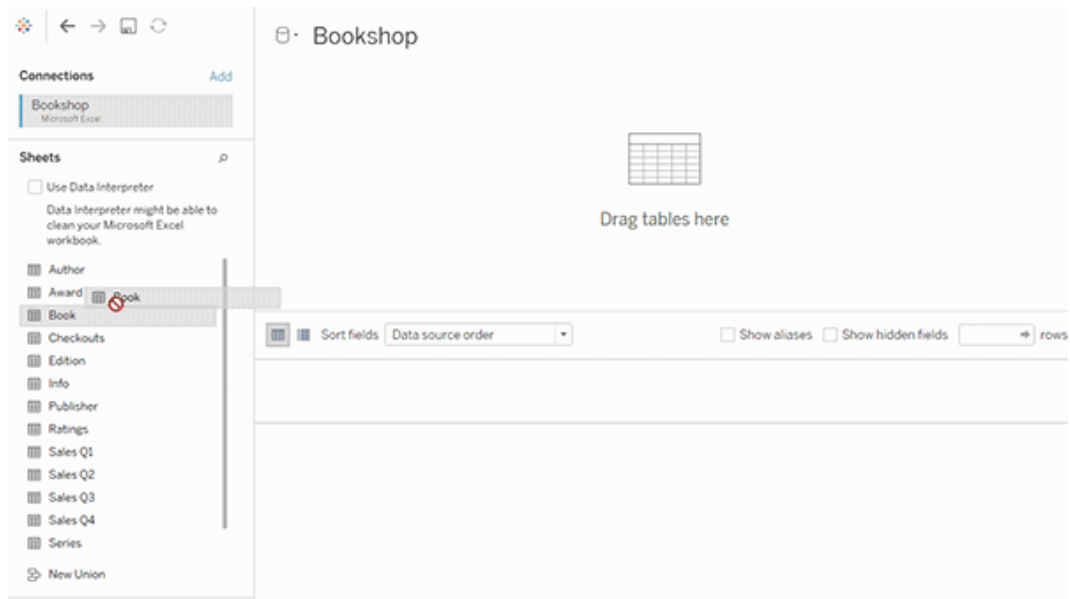 Bookshop
Connections
Add
Bookshop
Microsoft Excel
Sheets
Use Data Interpreter
Data Interpreter might be able to
clean your Microsoft Excel
workbook.
Author
Award
Book
Book
Checkouts
Edition
Info
Publisher
Ratings
Sales Q1
Sales Q2
Sales Q3
Sales Q4
Series
New Union
Drag tables here
Sort fields
Data source order
Show aliases
Show hidden fields
rows